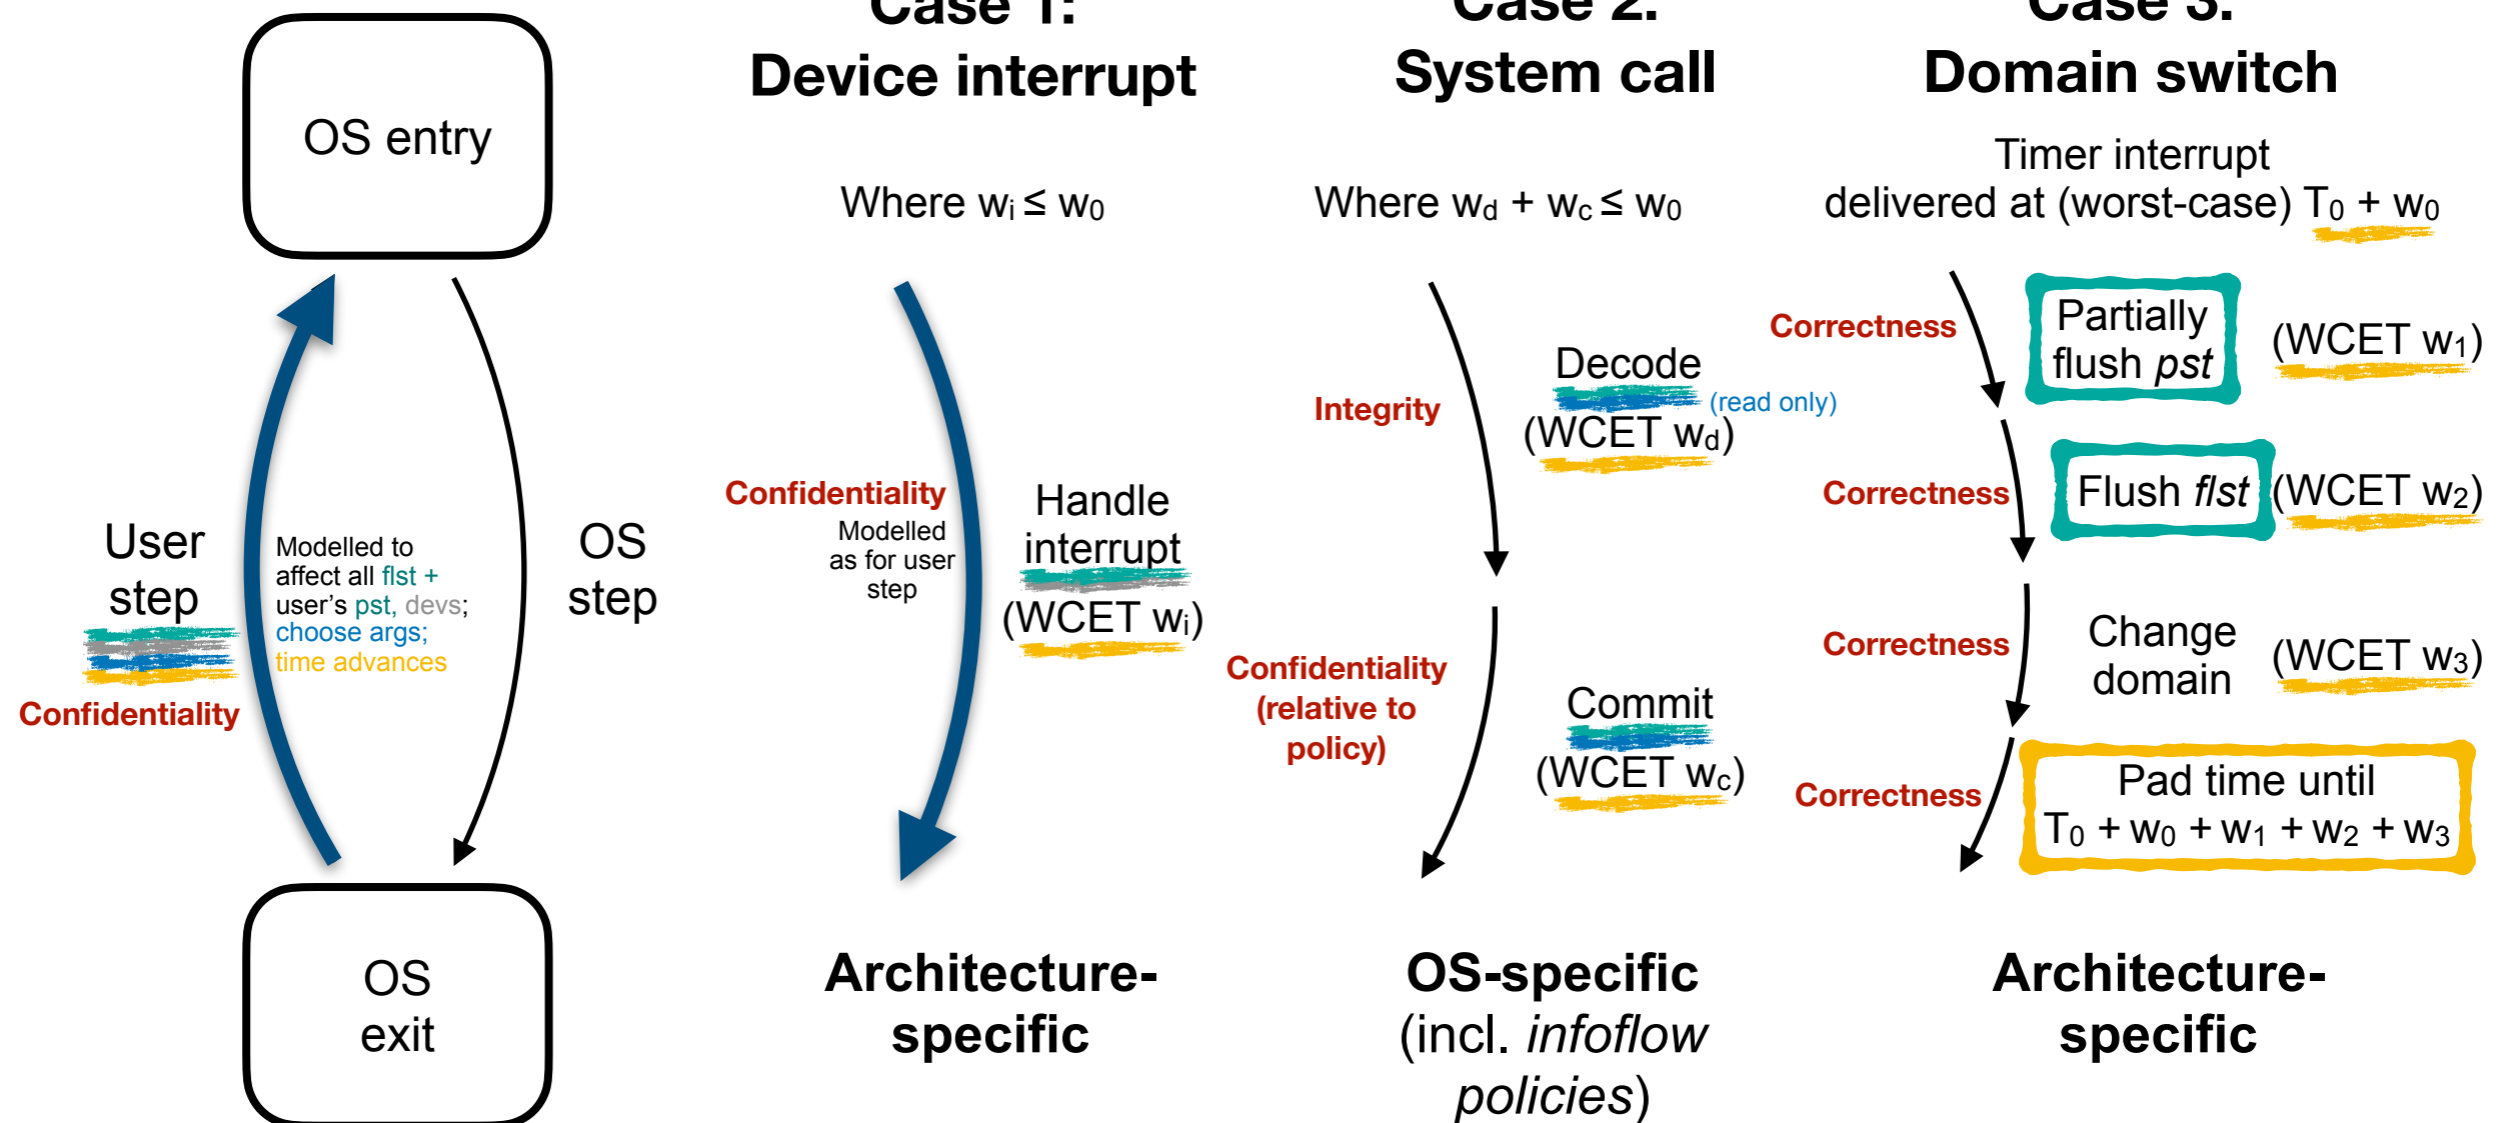 OS entry
User
step
Modelled to
affect all flst +
user's pst, devs;
choose args;
time advances
OS
step
Confidentiality
OS
exit
Case 1:
Device interrupt
Where wi ≤ w0
Confidentiality
Modelled
as for user
step
Handle
interrupt
(WCET wi)
Architecture-
specific
Case 2:
System call
Where wd + wc ≤ w0
Integrity
Decode
(read only)
(WCET wd)
Confidentiality
(relative to
policy)
Commit
(WCET wc)
OS-specific
(incl. infoflow
policies)
Case 3:
Domain switch
Timer interrupt
delivered at (worst-case) T0 + w0
Correctness
Partially
flush pst
(WCET w1)
Correctness
Flush flst
(WCET w2)
Correctness
Change
domain
(WCET w3)
Correctness
Pad time until
T0 + w0 + w1 + w2 + w3
Architecture-
specific